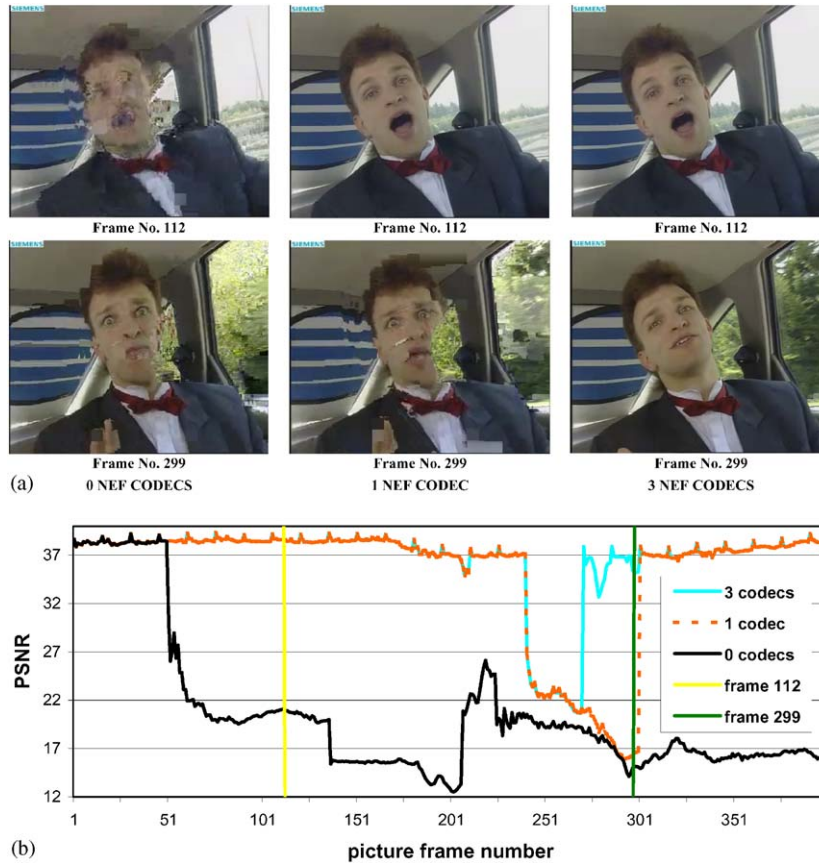 SIEMENS
Frame No. 112
Frame No. 112
Frame No. 112
SIEMENS
SIEMENS
SIEMENS
Frame No. 299
Frame No. 299
Frame No. 299
(a)
0 NEF CODECS
1 NEF CODEC
3 NEF CODECS
PSNR
37
32
27
22
17
12
3 codecs
1 codec
0 codecs
frame 112
frame 299
1
51
101
151
201
251
301
351
(b)
picture frame number